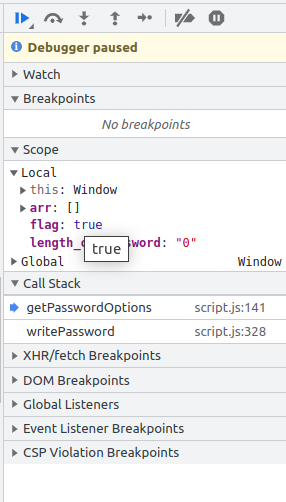 Debugger paused
Watch
Breakpoints
No breakpoints
Scope
Local
this: Window
arr: []
flag: true
length_ ssword: "0"
true
Global Window
Call Stack
getPasswordOptions script.js:141
writePassword script.js:328
XHR/fetch Breakpoints
DOM Breakpoints
Global Listeners
Event Listener Breakpoints
CSP Violation Breakpoints